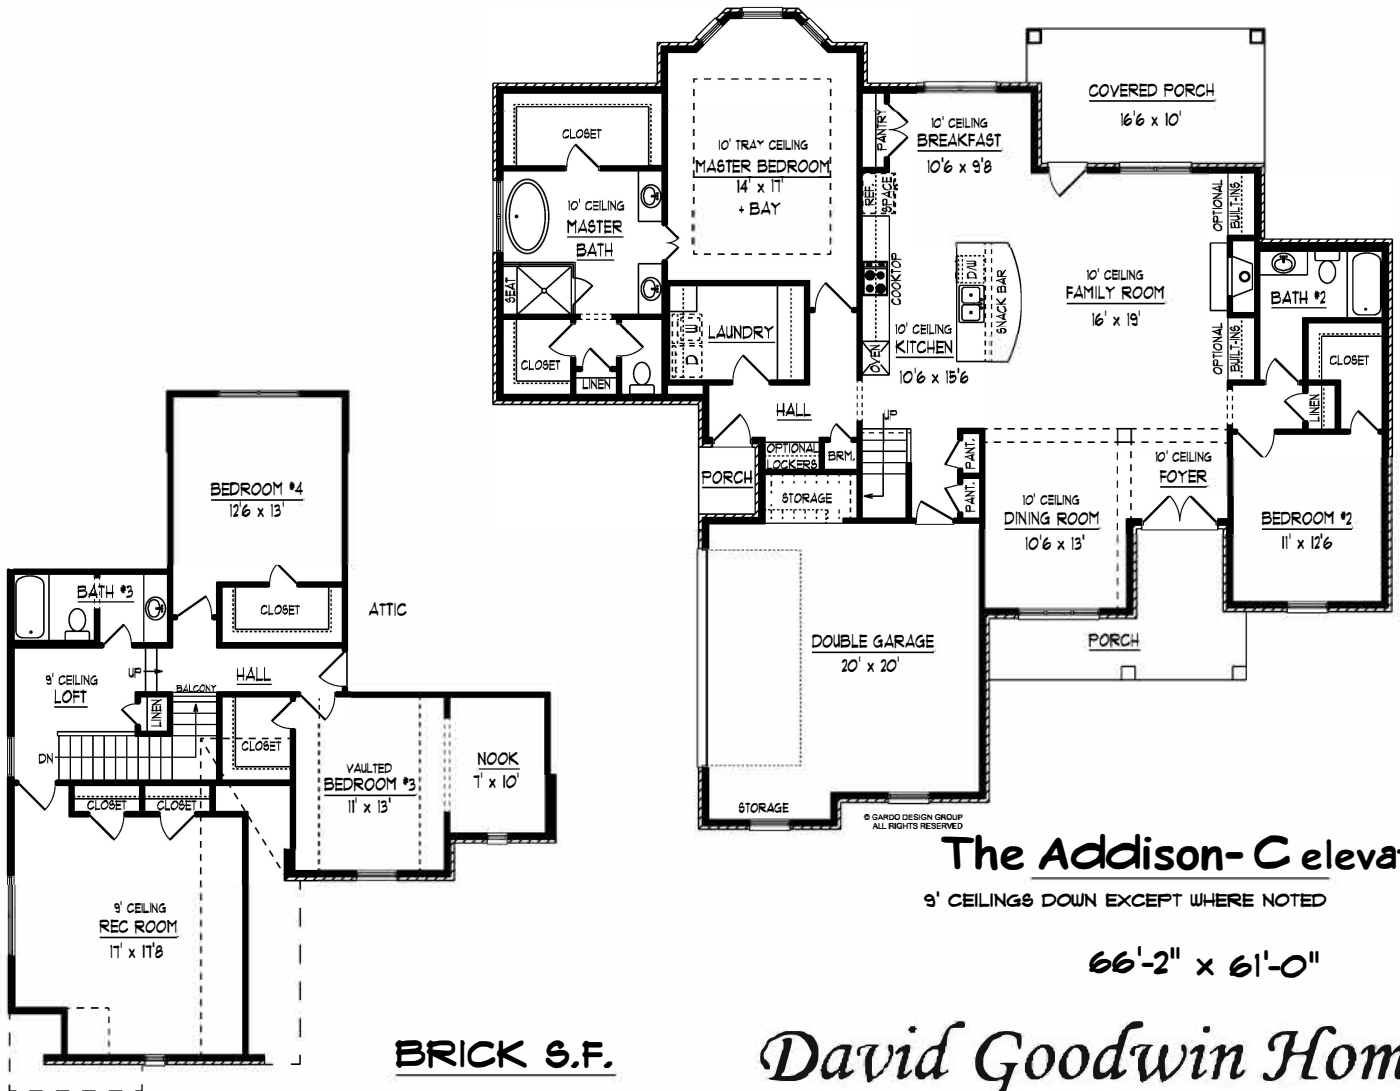 COVERED PORCH
16'6 x 10'
CLOSET
10' TRAY CEILING
MASTER BEDROOM
14' x 17'
+ BAY
PANTRY
10' CEILING
BREAKFAST
10'6 x 9'8
REF.
SPACE
10' CEILING
MASTER
BATH
SEAT
CLOSET
LINEN
D
W
LAUNDRY
COOKTOP
OVEN
10' CEILING
KITCHEN
10'6 x 15'6
D/W
SNACK BAR
10' CEILING
FAMILY ROOM
16' x 19'
OPTIONAL
BUILT-INS
OPTIONAL
BUILT-INS
BATH #2
CLOSET
LINEN
HALL
UP
OPTIONAL
LOCKERS
BRM.
PORCH
STORAGE
PANT.
PANT.
10' CEILING
DINING ROOM
10'6 x 13'
10' CEILING
FOYER
BEDROOM #2
11' x 12'6
DOUBLE GARAGE
20' x 20'
STORAGE
PORCH
BEDROOM #4
12'6 x 13'
BATH #3
CLOSET
ATTIC
UP
HALL
9' CEILING
LOFT
BALCONY
LINEN
DN
CLOSET
VAULTED
BEDROOM #3
11' x 13'
NOOK
7' x 10'
CLOSET
CLOSET
9' CEILING
REC ROOM
17' x 17'8
© GARDO DESIGN GROUP
ALL RIGHTS RESERVED
The Addison-C eleva
9' CEILINGS DOWN EXCEPT WHERE NOTED
66'-2" x 61'-0"
BRICK S.F.
David Goodwin Hom